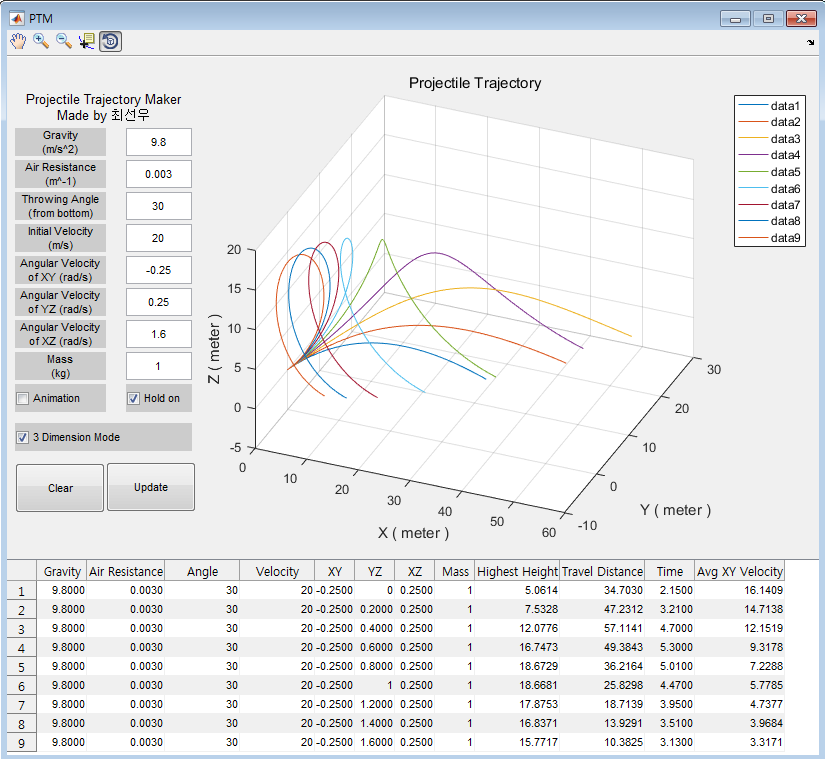 PTM
Projectile Trajectory Maker
Made by 최선우
Gravity
(m/s^2)
9.8
Air Resistance
(m^-1)
0.003
Throwing Angle
(from bottom)
30
Initial Velocity
(m/s)
20
Angular Velocity
of XY (rad/s)
-0.25
Angular Velocity
of YZ (rad/s)
0.25
Angular Velocity
of XZ (rad/s)
1.6
Mass
(kg)
1
Animation
Hold on
3 Dimension Mode
Clear
Update
Projectile Trajectory
20
15
10
5
0
-5
Z ( meter )
0
10
20
30
40
50
60
X ( meter )
-10
0
10
20
30
Y ( meter )
data1
data2
data3
data4
data5
data6
data7
data8
data9
Gravity Air Resistance Angle Velocity XY YZ XZ Mass Highest Height Travel Distance Time Avg XY Velocity
1 9.8000 0.0030 30 20 -0.2500 0 0.2500 1 5.0614 34.7030 2.1500 16.1409
2 9.8000 0.0030 30 20 -0.2500 0.2000 0.2500 1 7.5328 47.2312 3.2100 14.7138
3 9.8000 0.0030 30 20 -0.2500 0.4000 0.2500 1 12.0776 57.1141 4.7000 12.1519
4 9.8000 0.0030 30 20 -0.2500 0.6000 0.2500 1 16.7473 49.3843 5.3000 9.3178
5 9.8000 0.0030 30 20 -0.2500 0.8000 0.2500 1 18.6729 36.2164 5.0100 7.2288
6 9.8000 0.0030 30 20 -0.2500 1 0.2500 1 18.6681 25.8298 4.4700 5.7785
7 9.8000 0.0030 30 20 -0.2500 1.2000 0.2500 1 17.8753 18.7139 3.9500 4.7377
8 9.8000 0.0030 30 20 -0.2500 1.4000 0.2500 1 16.8371 13.9291 3.5100 3.9684
9 9.8000 0.0030 30 20 -0.2500 1.6000 0.2500 1 15.7717 10.3825 3.1300 3.3171